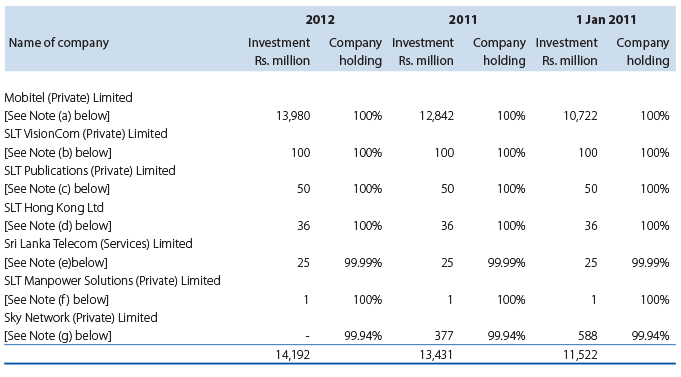 2012 2011 1 Jan 2011
Name of company Investment Company Investment Company Investment Company
Rs. million holding Rs. million holding Rs. million holding
Mobitel (Private) Limited
[See Note (a) below] 13,980 100% 12,842 100% 10,722 100%
SLT VisionCom (Private) Limited
[See Note (b) below] 100 100% 100 100% 100 100%
SLT Publications (Private) Limited
[See Note (c) below] 50 100% 50 100% 50 100%
SLT Hong Kong Ltd
[See Note (d) below] 36 100% 36 100% 36 100%
Sri Lanka Telecom (Services) Limited
[See Note (e)below] 25 99.99% 25 99.99% 25 99.99%
SLT Manpower Solutions (Private) Limited
[See Note (f) below] 1 100% 1 100% 1 100%
Sky Network (Private) Limited
[See Note (g) below] - 99.94% 377 99.94% 588 99.94%
14,192 13,431 11,522